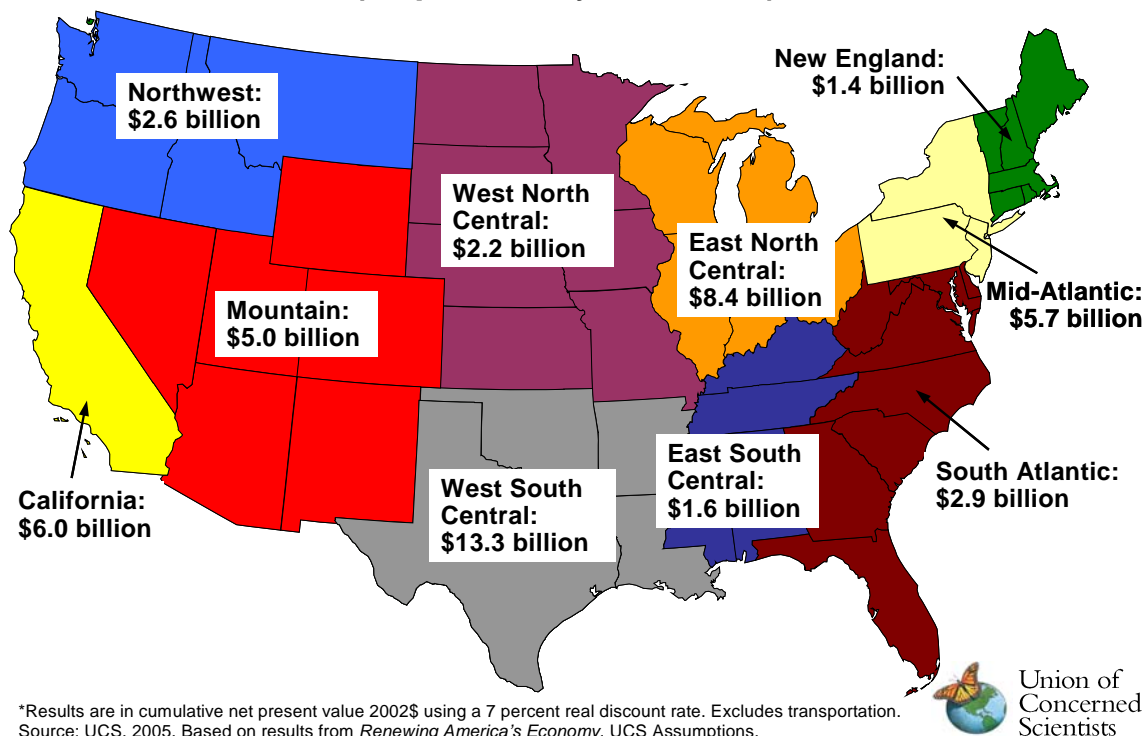 New England:
$1.4 billion
Northwest:
$2.6 billion
West North
Central:
$2.2 billion
East North
Central:
$8.4 billion
Mountain:
$5.0 billion
Mid-Atlantic:
$5.7 billion
California:
$6.0 billion
West South
Central:
$13.3 billion
East South
Central:
$1.6 billion
South Atlantic:
$2.9 billion
*Results are in cumulative net present value 2002$ using a 7 percent real discount rate. Excludes transportation.
Source: UCS, 2005. Based on results from Renewing America's Economy, UCS Assumptions.
Union of
Concerned
Scientists